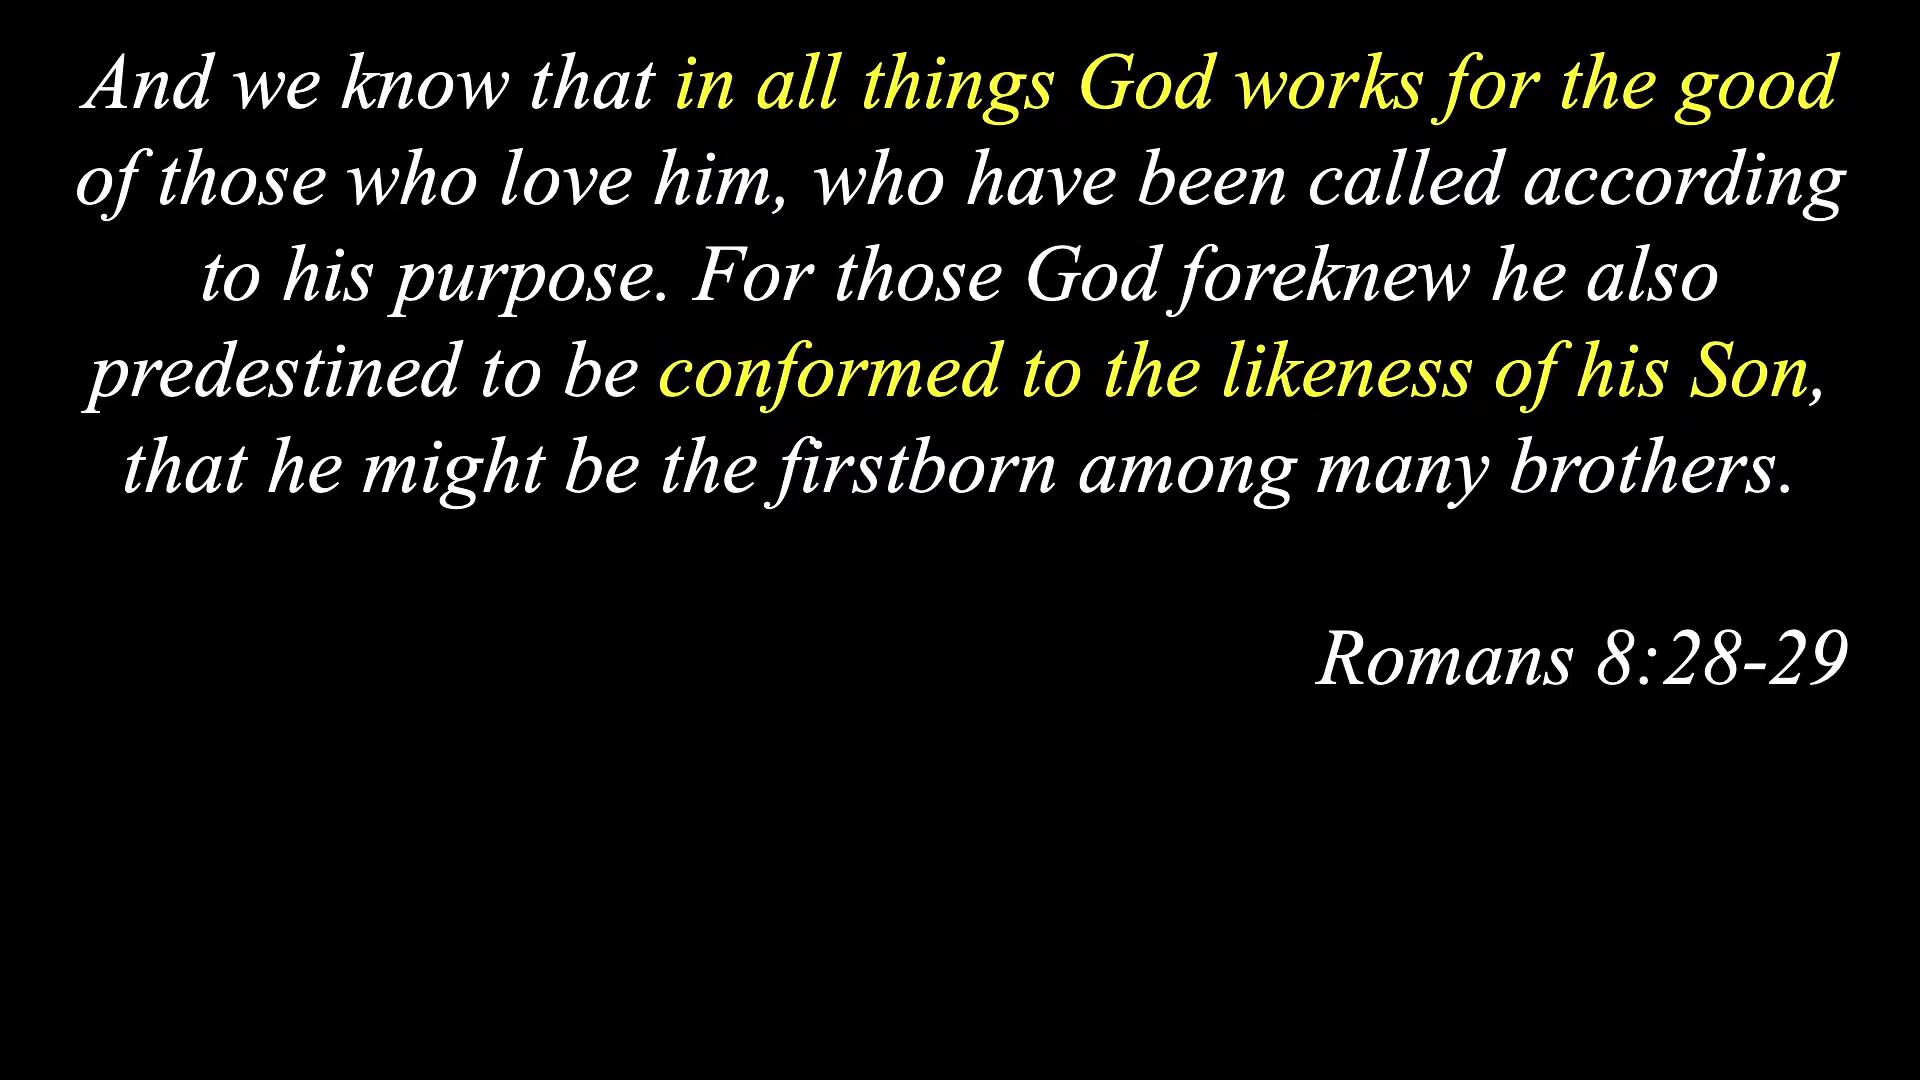 And we know that in all things God works for the good
of those who love him, who have been called according
to his purpose. For those God foreknew he also
predestined to be conformed to the likeness of his Son,
that he might be the firstborn among many brothers.
Romans 8:28-29